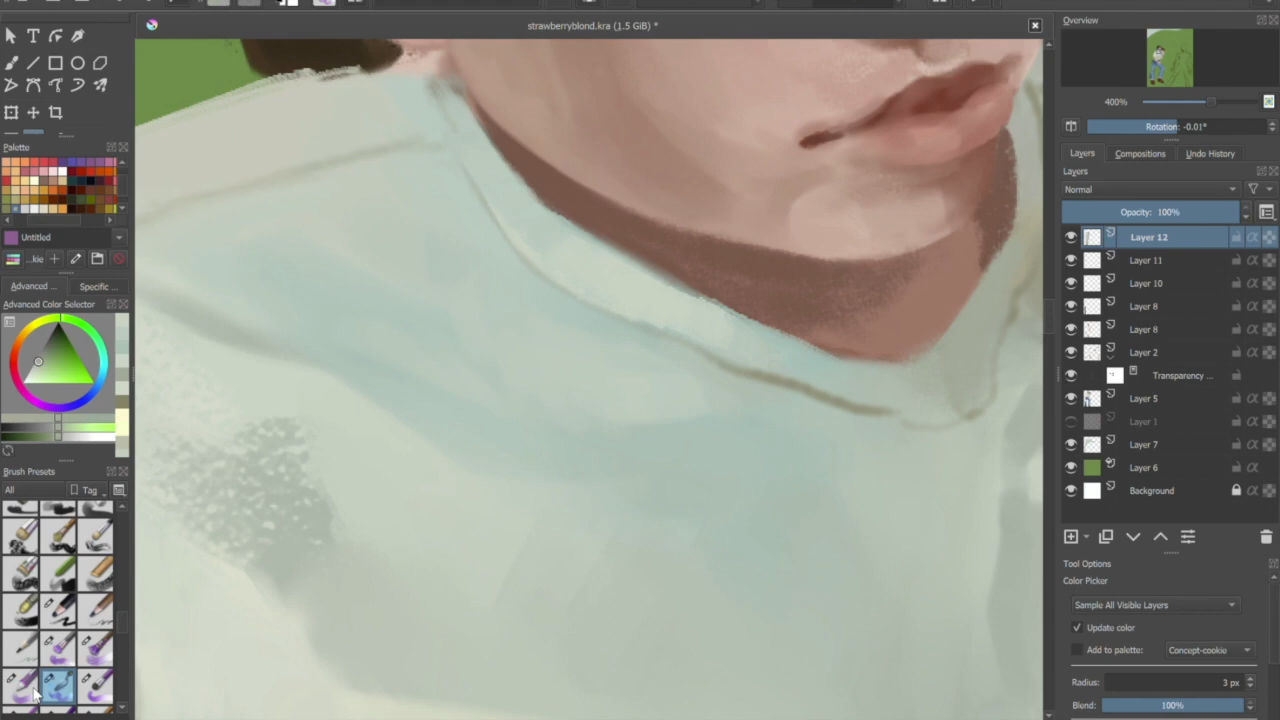 strawberryblond.kra (1.5 GiB) *
Palette
Untitled
...kie
Advanced ...
Specific ...
Advanced Color Selector
Brush Presets
All
Tag
Overview
400%
Rotation: -0.01°
Layers
Compositions
Undo History
Layers
Normal
Opacity: 100%
Layer 12
Layer 11
Layer 10
Layer 8
Layer 8
Layer 2
Transparency ...
Layer 5
Layer 1
Layer 7
Layer 6
Background
Tool Options
Color Picker
Sample All Visible Layers
Update color
Add to palette:
Concept-cookie
Radius:
3 px
Blend:
100%